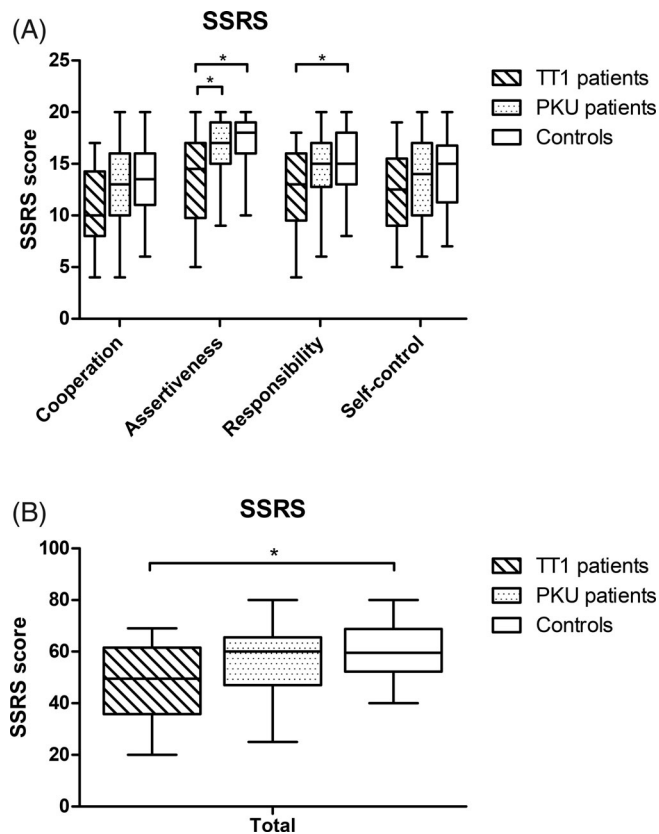 (A)
SSRS
*
*
*
25
20
15
10
5
0
SSRS score
Cooperation
Assertiveness
Responsibility
Self-control
TT1 patients
PKU patients
Controls
(B)
SSRS
*
100
80
60
40
20
0
SSRS score
Total
TT1 patients
PKU patients
Controls